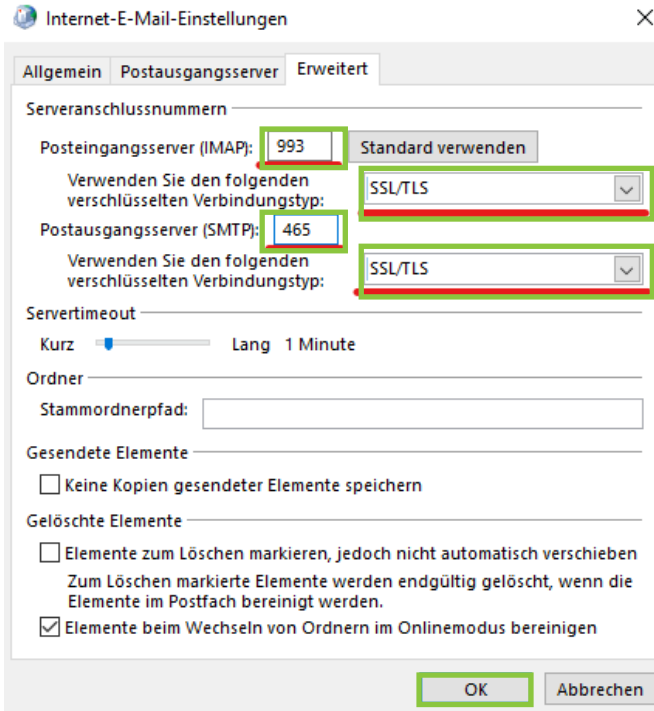 Internet-E-Mail-Einstellungen
Allgemein Postausgangsserver Erweitert
Serveranschlussnummern
Posteingangsserver (IMAP): 993 Standard verwenden
Verwenden Sie den folgenden
verschlüsselten Verbindungstyp: SSL/TLS
Postausgangsserver (SMTP): 465
Verwenden Sie den folgenden
verschlüsselten Verbindungstyp: SSL/TLS
Servertimeout
Kurz Lang 1 Minute
Ordner
Stammordnerpfad:
Gesendete Elemente
Keine Kopien gesendeter Elemente speichern
Gelöschte Elemente
Elemente zum Löschen markieren, jedoch nicht automatisch verschieben
Zum Löschen markierte Elemente werden endgültig gelöscht, wenn die
Elemente im Postfach bereinigt werden.
Elemente beim Wechseln von Ordnern im Onlinemodus bereinigen
OK Abbrechen